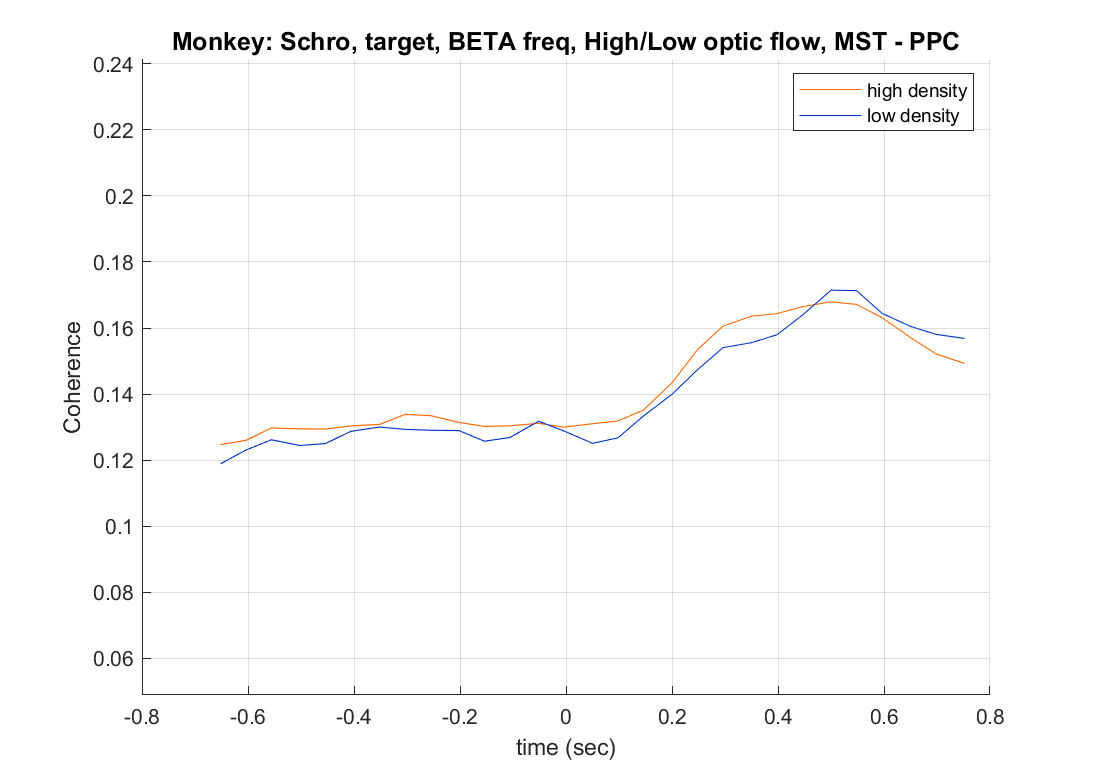 Monkey: Schro, target, BETA freq, High/Low optic flow, MST - PPC
high density
low density
0.24
0.22
0.2
0.18
0.16
0.14
0.12
0.1
0.08
0.06
Coherence
-0.8 -0.6 -0.4 -0.2 0 0.2 0.4 0.6 0.8
time (sec)